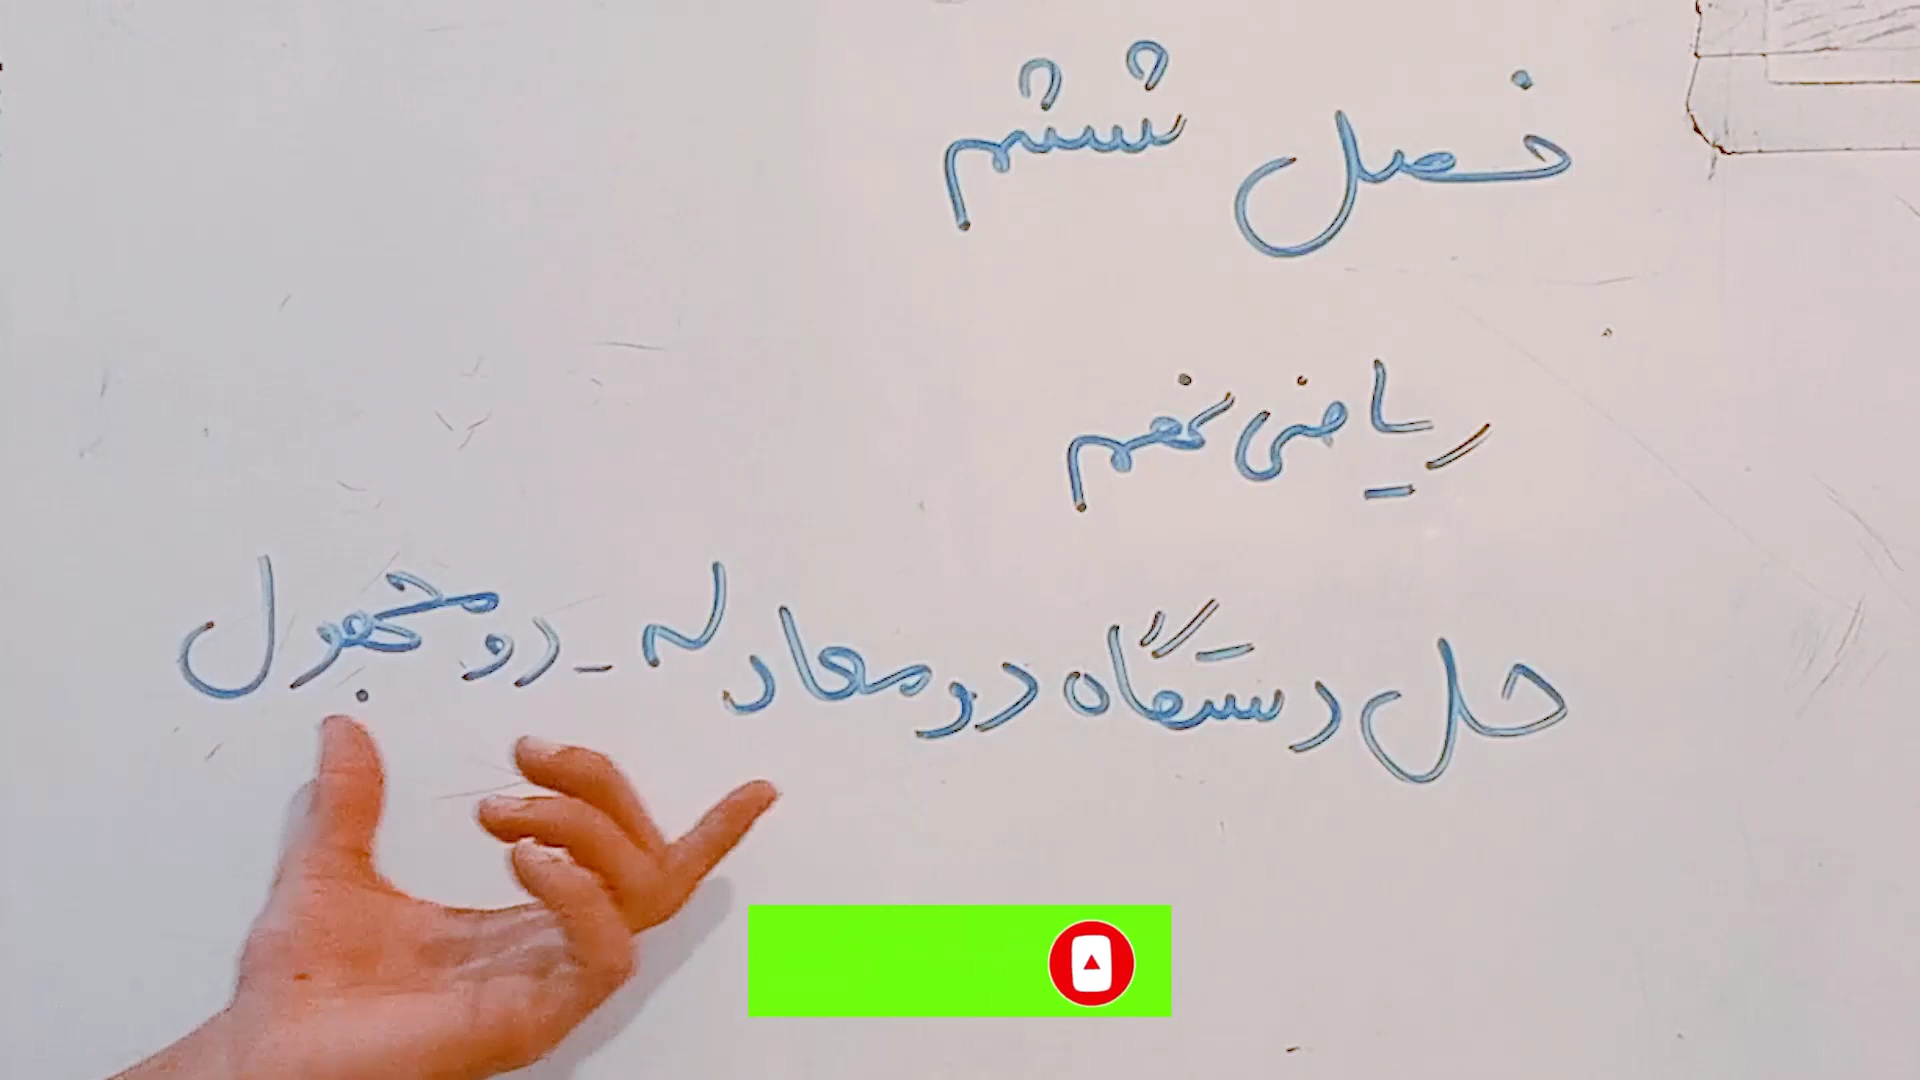 فصل ششم
ریاضی نهم
حل دستگاه دو معادله - دو مجهول